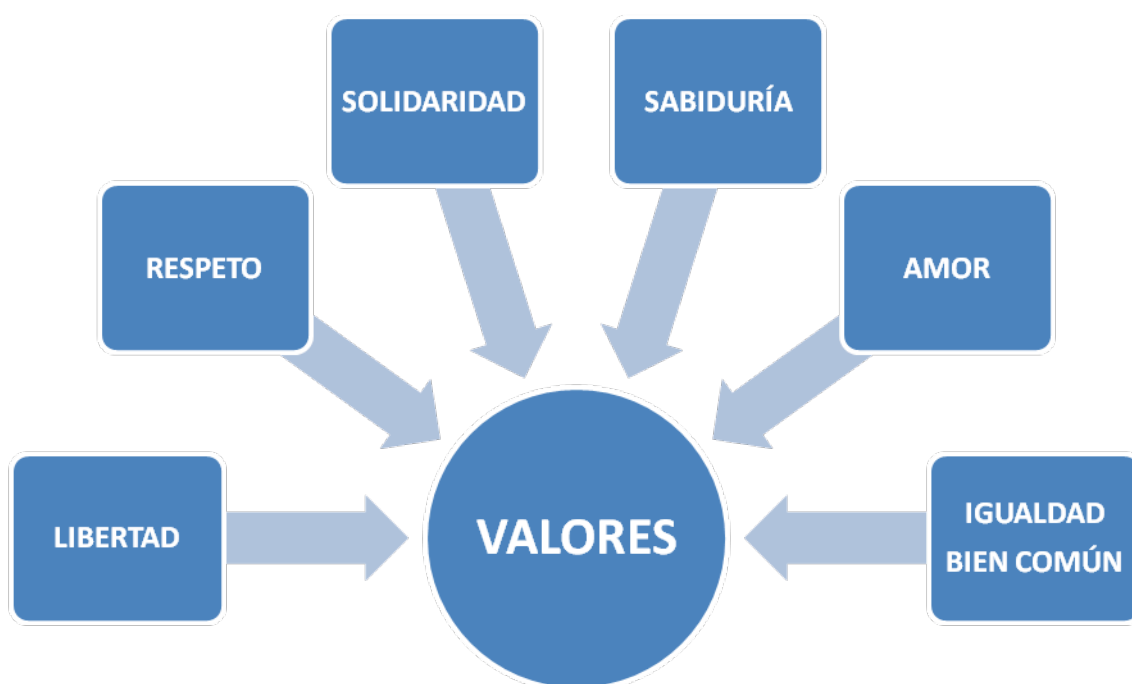 SOLIDARIDAD
SABIDURÍA
RESPETO
AMOR
LIBERTAD
VALORES
IGUALDAD
BIEN COMÚN